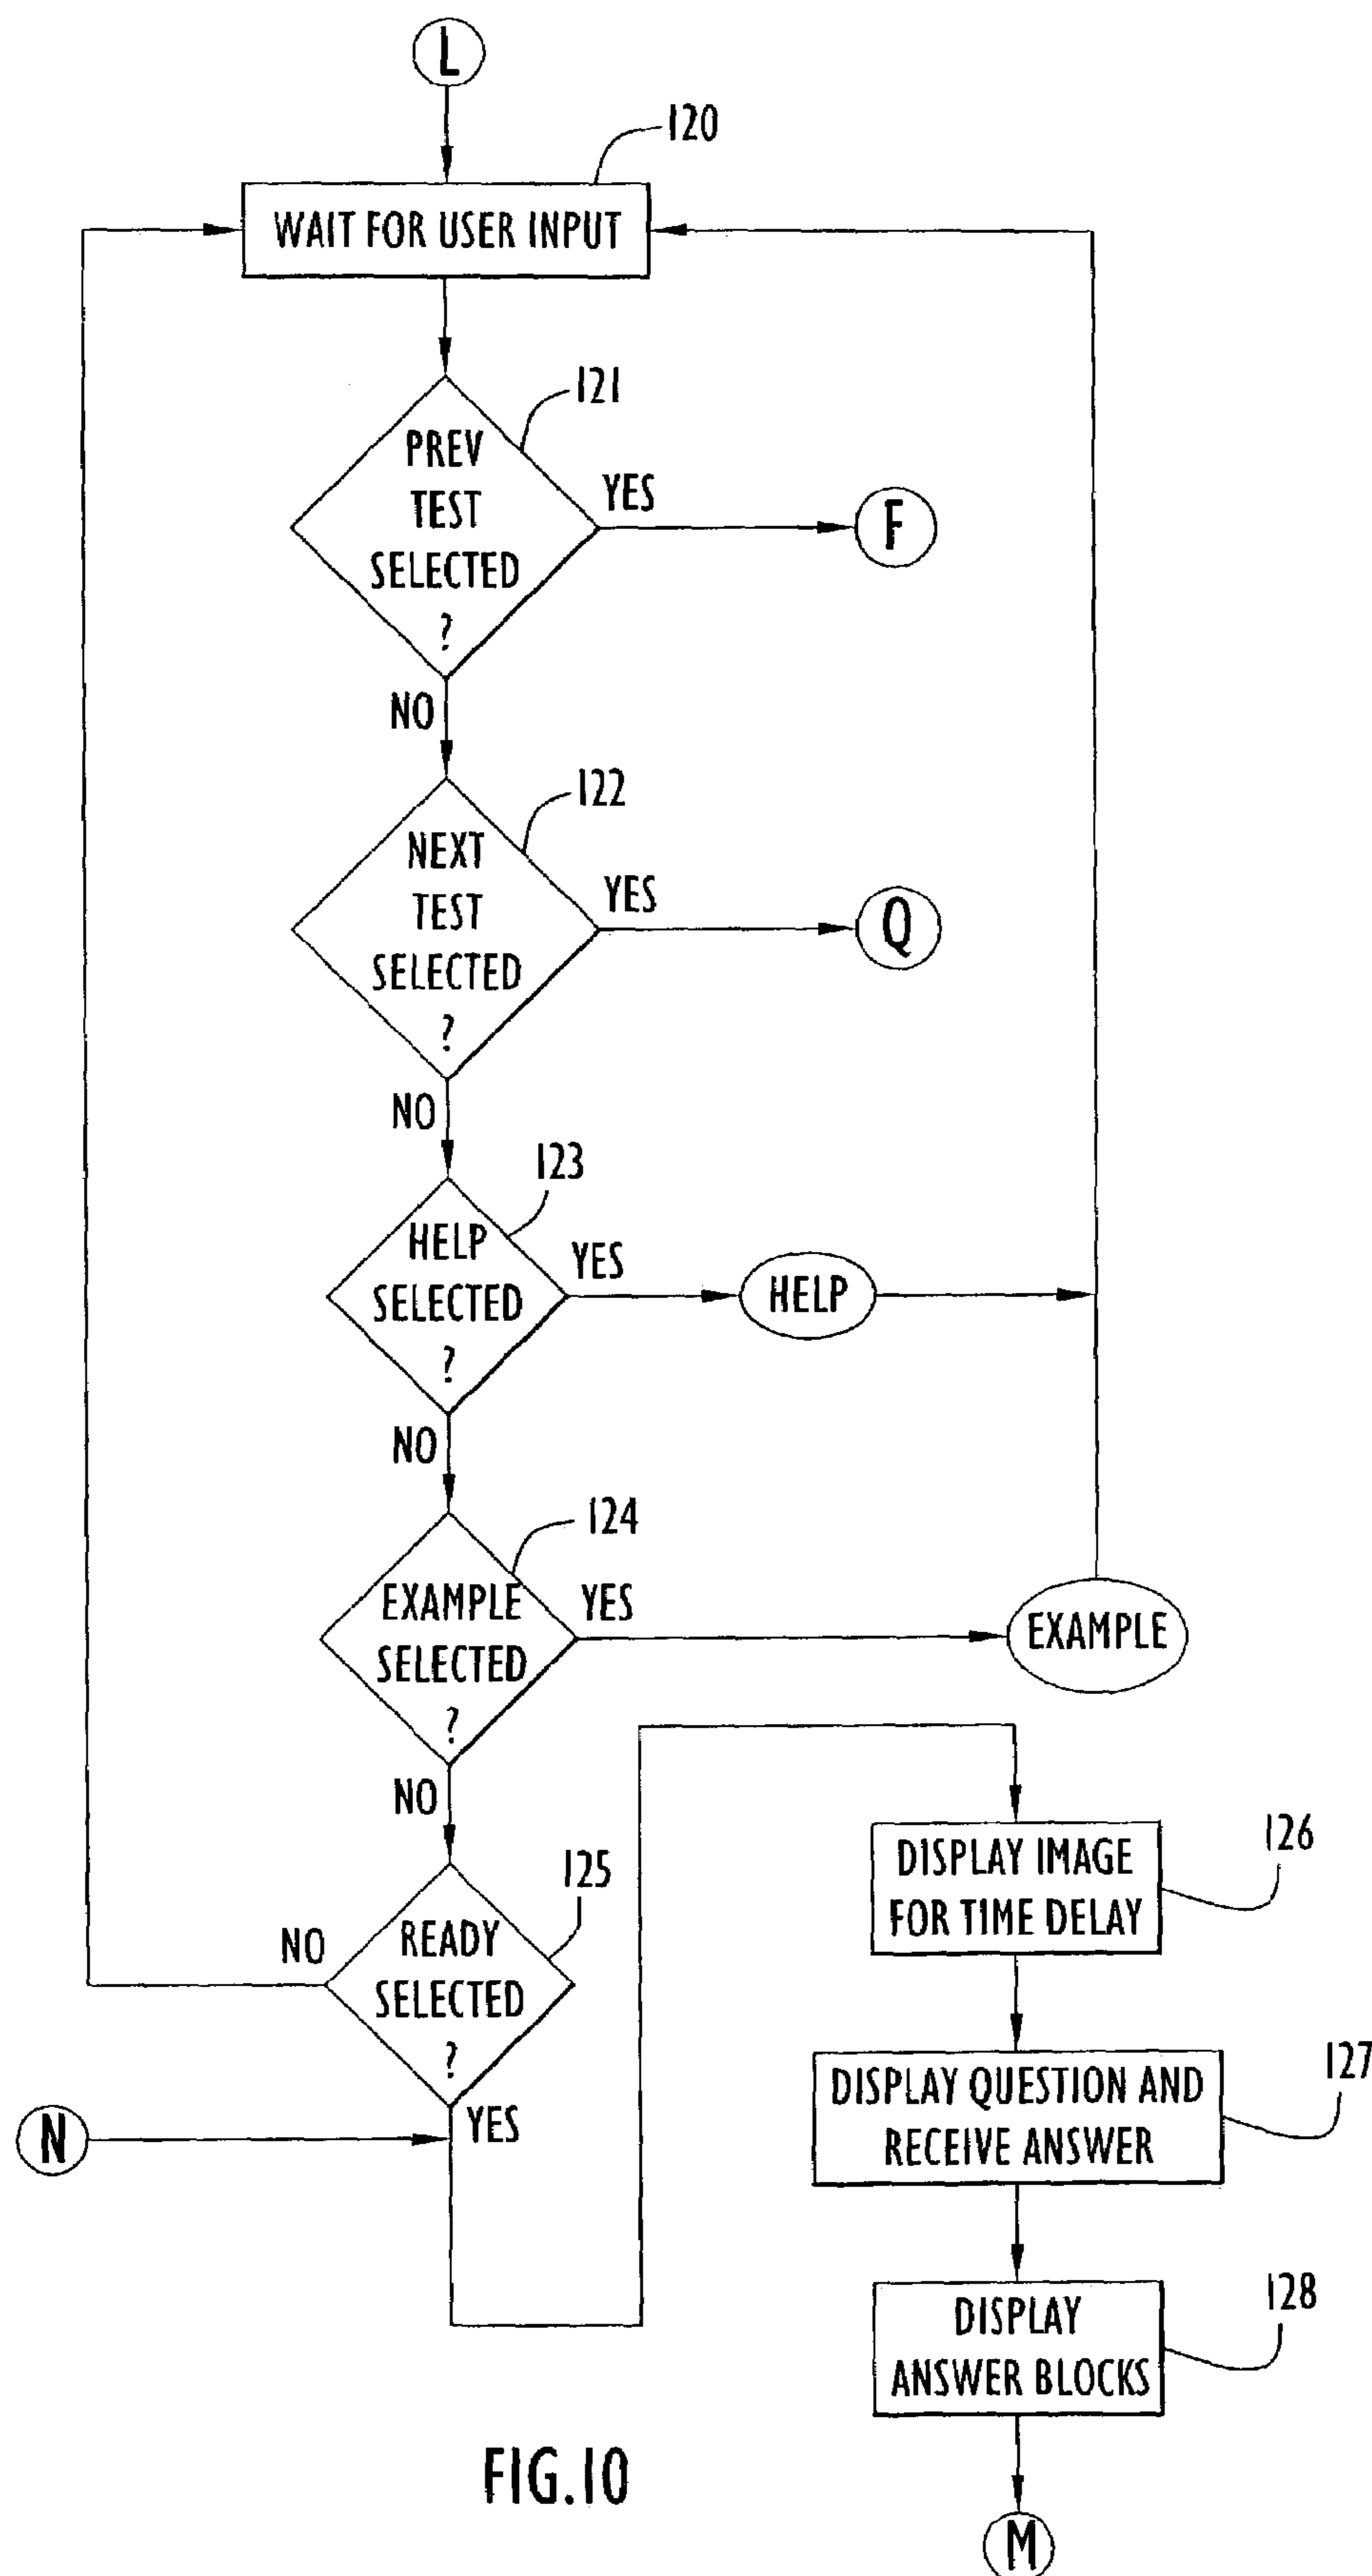 L
120
WAIT FOR USER INPUT
121
PREV
TEST
SELECTED
?
YES
F
NO
122
NEXT
TEST
SELECTED
?
YES
Q
NO
123
HELP
SELECTED
?
YES
HELP
NO
124
EXAMPLE
SELECTED
?
YES
EXAMPLE
NO
125
READY
SELECTED
?
NO
YES
N
126
DISPLAY IMAGE
FOR TIME DELAY
127
DISPLAY QUESTION AND
RECEIVE ANSWER
128
DISPLAY
ANSWER BLOCKS
M
FIG.10